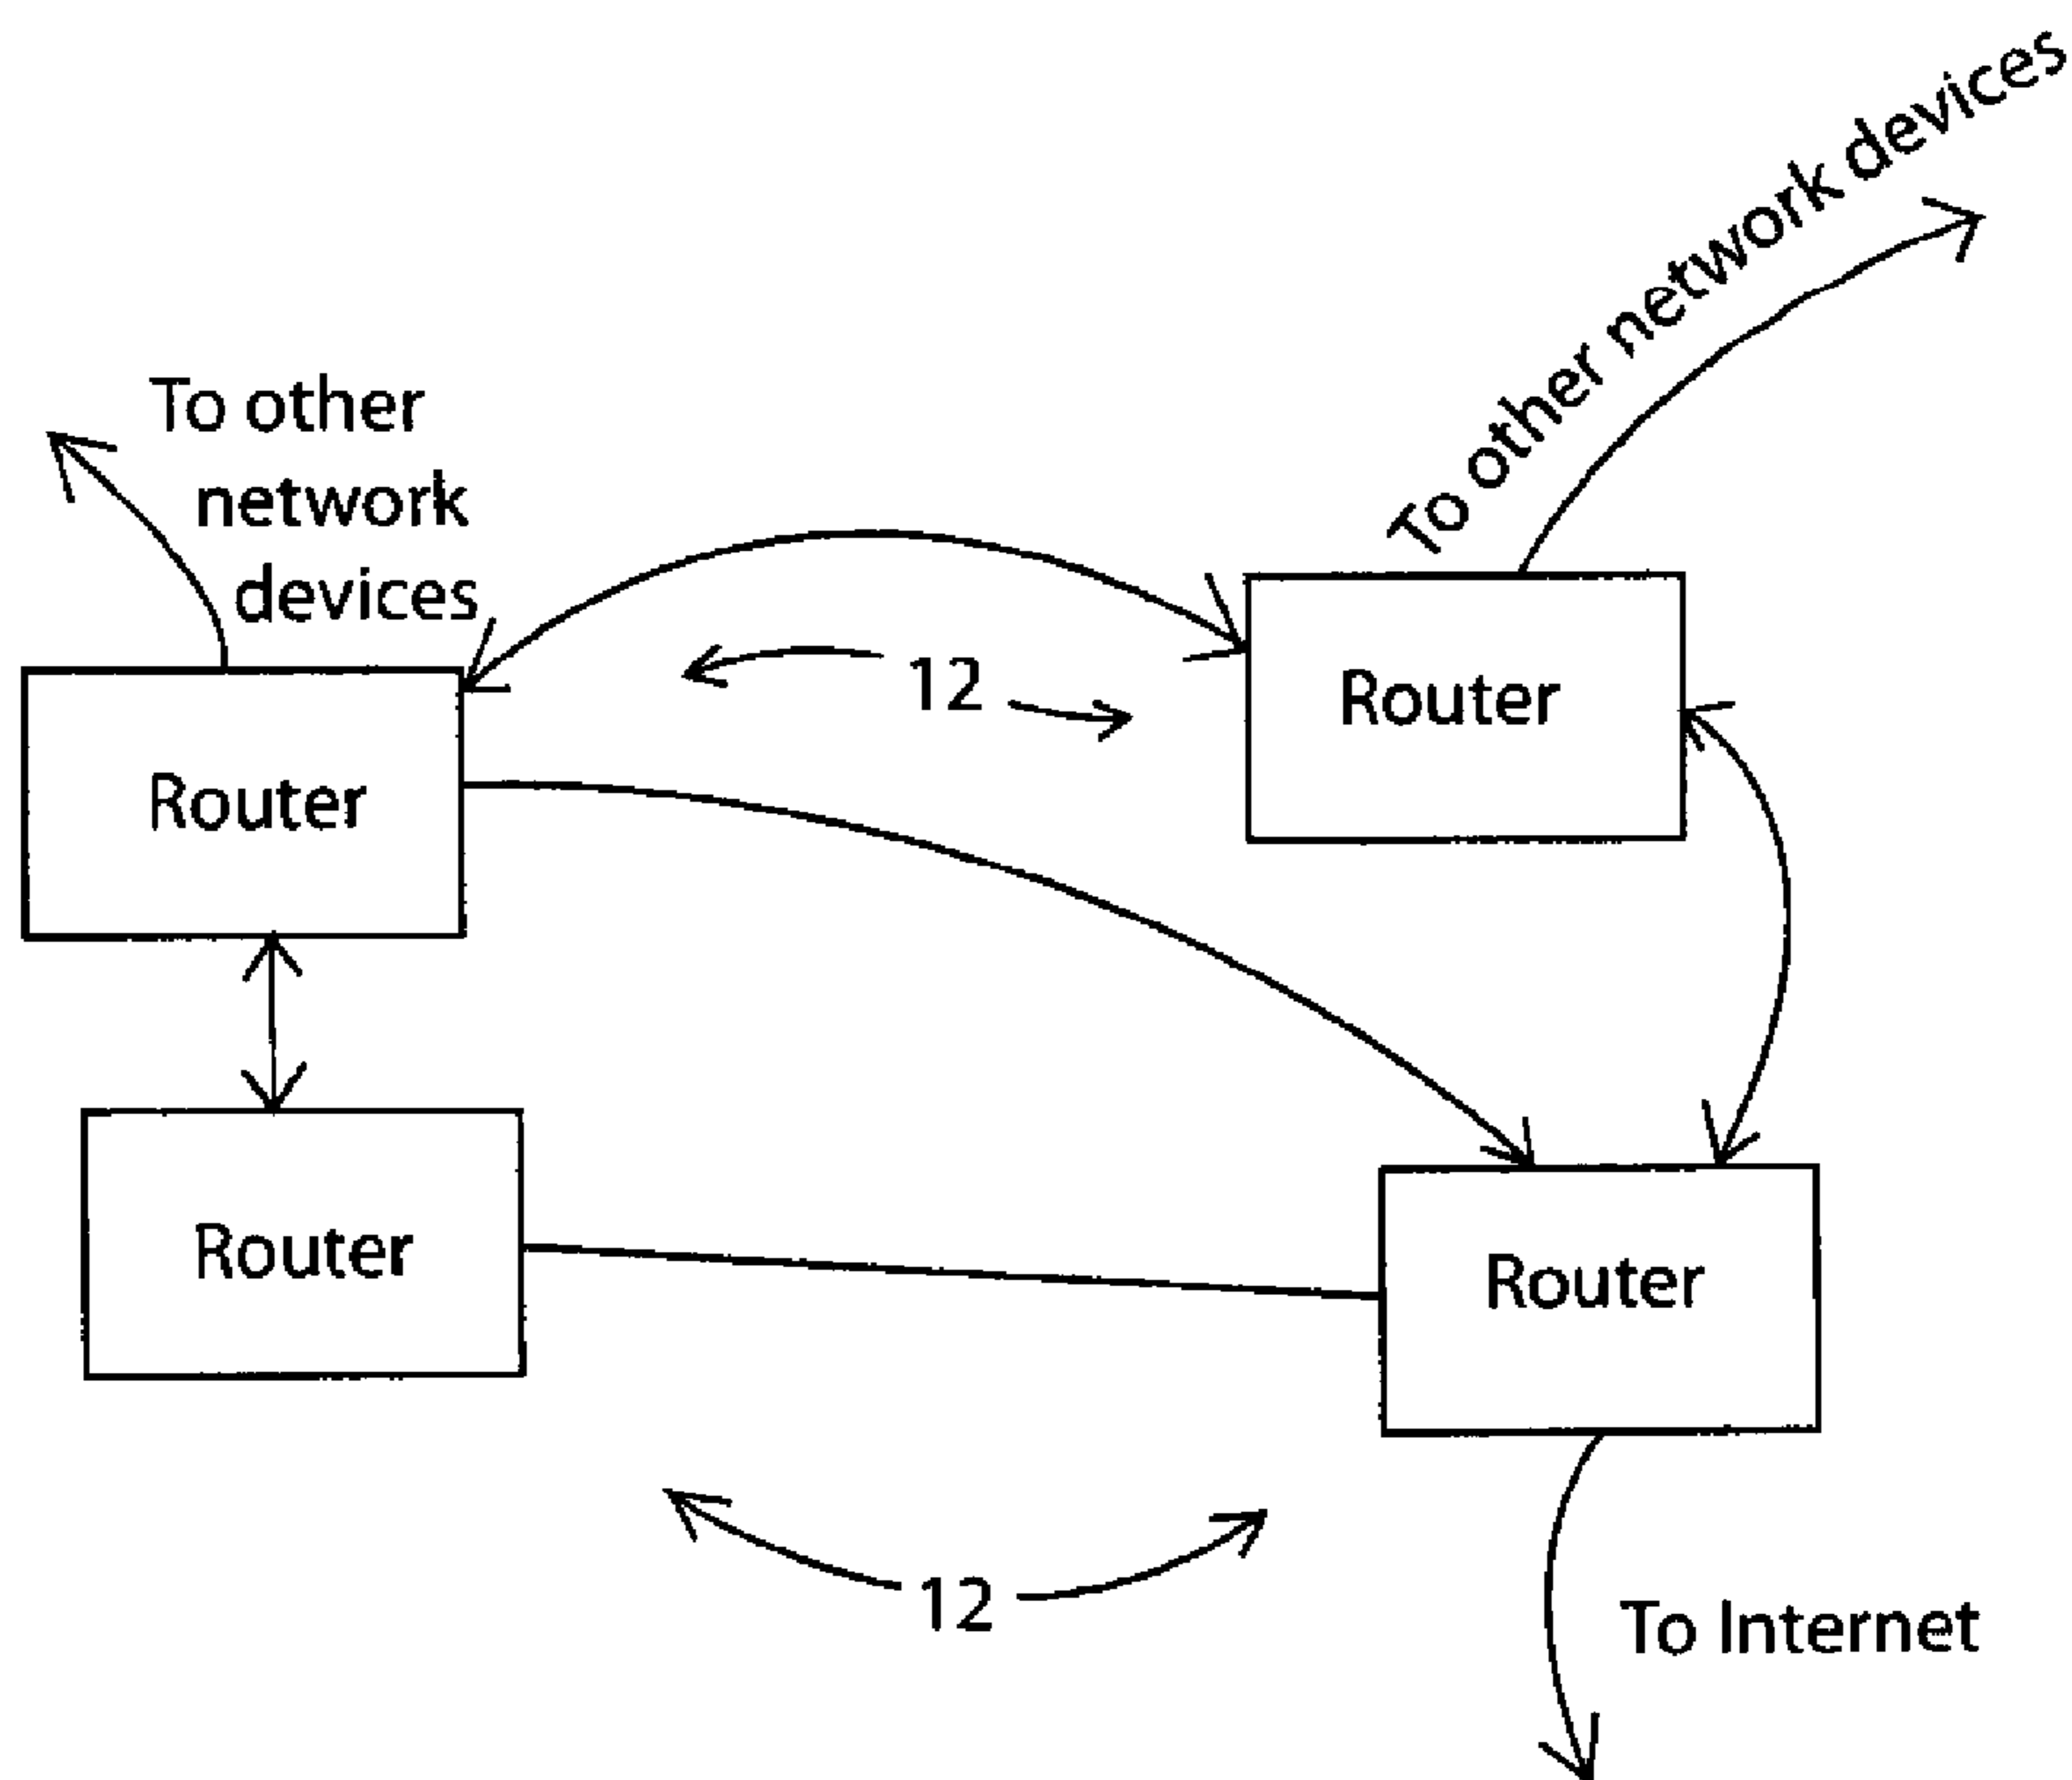 To other network devices
To other
network
devices
12
Router
Router
Router
Router
12
To Internet